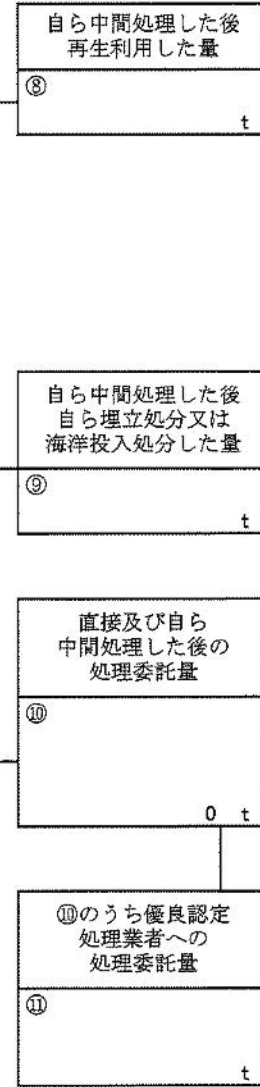 自ら中間処理した後
再生利用した量
⑧
t
自ら中間処理した後
自ら埋立処分又は
海洋投入処分した量
⑨
t
直接及び自ら
中間処理した後の
処理委託量
⑩
0 t
⑩のうち優良認定
処理業者への
処理委託量
⑪
t